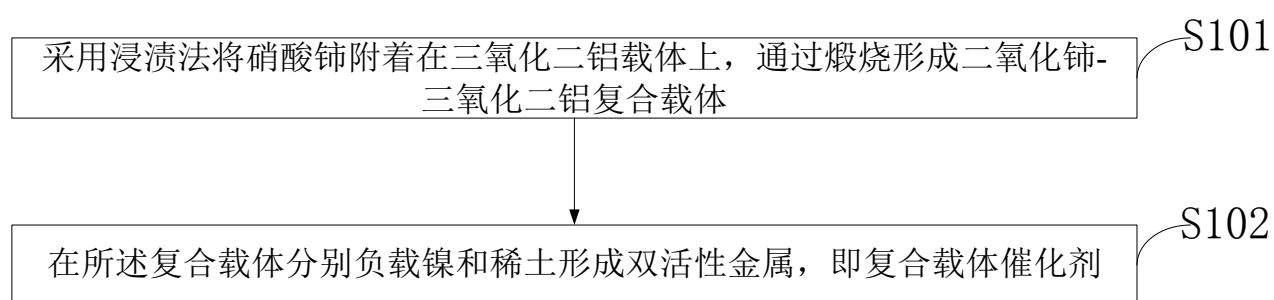 采用浸渍法将硝酸铈附着在三氧化二铝载体上，通过煅烧形成二氧化铈-
三氧化二铝复合载体
S101
在所述复合载体分别负载镍和稀土形成双活性金属，即复合载体催化剂
S102